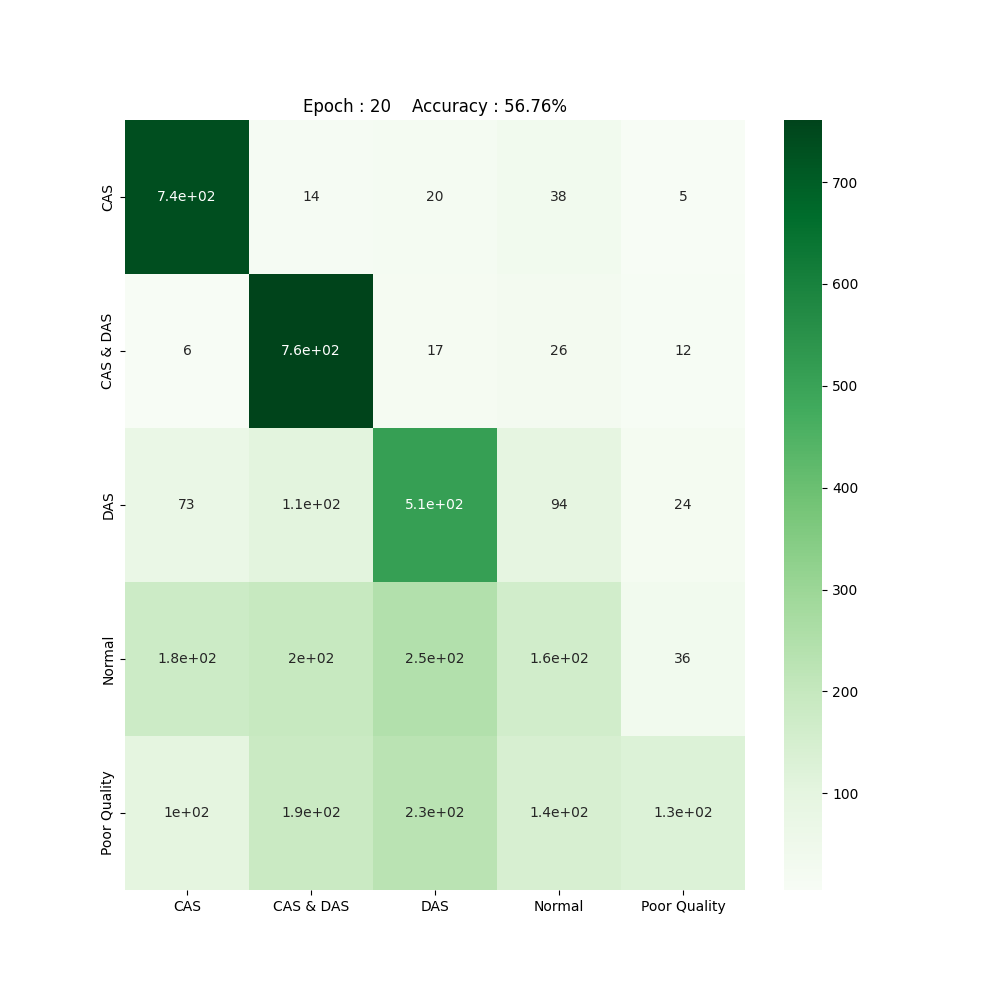 Epoch : 20    Accuracy : 56.76%
CAS 7.4e+02 14 20 38 5
CAS & DAS 6 7.6e+02 17 26 12
DAS 73 1.1e+02 5.1e+02 94 24
Normal 1.8e+02 2e+02 2.5e+02 1.6e+02 36
Poor Quality 1e+02 1.9e+02 2.3e+02 1.4e+02 1.3e+02
CAS CAS & DAS DAS Normal Poor Quality
700
600
500
400
300
200
100